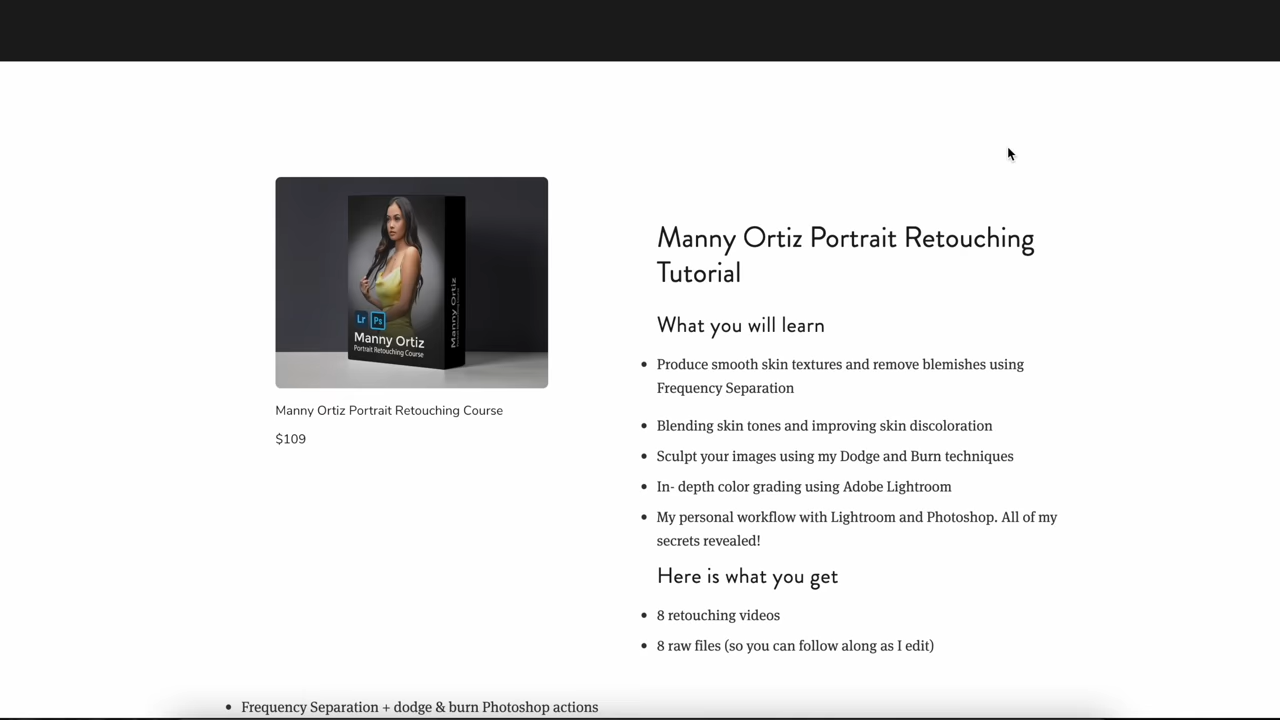 Lr Ps
Manny Ortiz
Portrait Retouching Course
Manny Ortiz
Manny Ortiz Portrait Retouching Course
$109
Manny Ortiz Portrait Retouching
Tutorial
What you will learn
• Produce smooth skin textures and remove blemishes using
Frequency Separation
• Blending skin tones and improving skin discoloration
• Sculpt your images using my Dodge and Burn techniques
• In- depth color grading using Adobe Lightroom
• My personal workflow with Lightroom and Photoshop. All of my
secrets revealed!
Here is what you get
• 8 retouching videos
• 8 raw files (so you can follow along as I edit)
• Frequency Separation + dodge & burn Photoshop actions